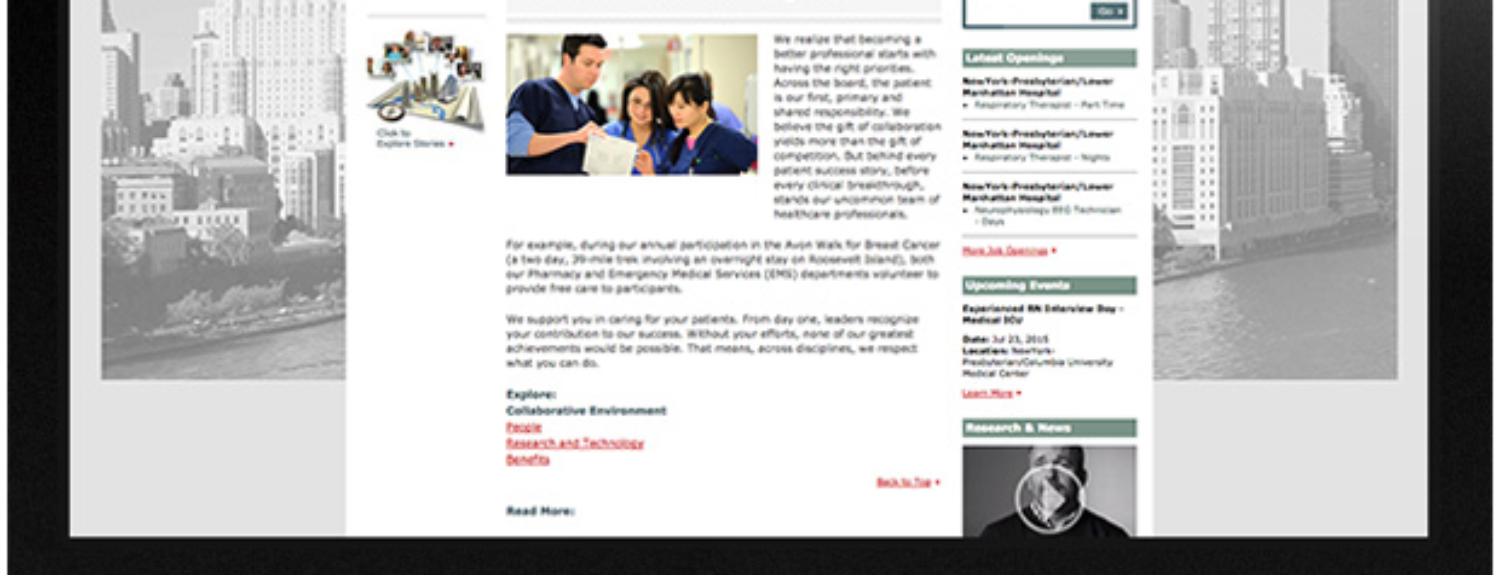 Click to
Explore Stories
We realize that becoming a
better professional starts with
having the right priorities.
Across the board, the patient
is our first, primary and
shared responsibility. We
believe the gift of collaboration
yields more than the gift of
competition. But behind every
patient success story, before
every clinical breakthrough,
stands our uncommon team of
healthcare professionals.
For example, during our annual participation in the Avon Walk for Breast Cancer
(a two day, 39-mile trek involving an overnight stay on Roosevelt Island), both
our Pharmacy and Emergency Medical Services (EMS) departments volunteer to
provide free care to participants.
We support you in caring for your patients. From day one, leaders recognize
your contribution to our success. Without your efforts, none of our greatest
achievements would be possible. That means, across disciplines, we respect
what you can do.
Explore:
Collaborative Environment
People
Research and Technology
Benefits
Back to Top
Read More:
Go
Latest Openings
NewYork-Presbyterian/Lower
Manhattan Hospital
• Respiratory Therapist - Part Time
NewYork-Presbyterian/Lower
Manhattan Hospital
• Respiratory Therapist - Nights
NewYork-Presbyterian/Lower
Manhattan Hospital
• Neurophysiology EEG Technician
- Days
More Job Openings
Upcoming Events
Experienced RN Interview Day -
Medical ICU
Date: Jul 23, 2015
Location: NewYork-
Presbyterian/Columbia University
Medical Center
Learn More
Research & News